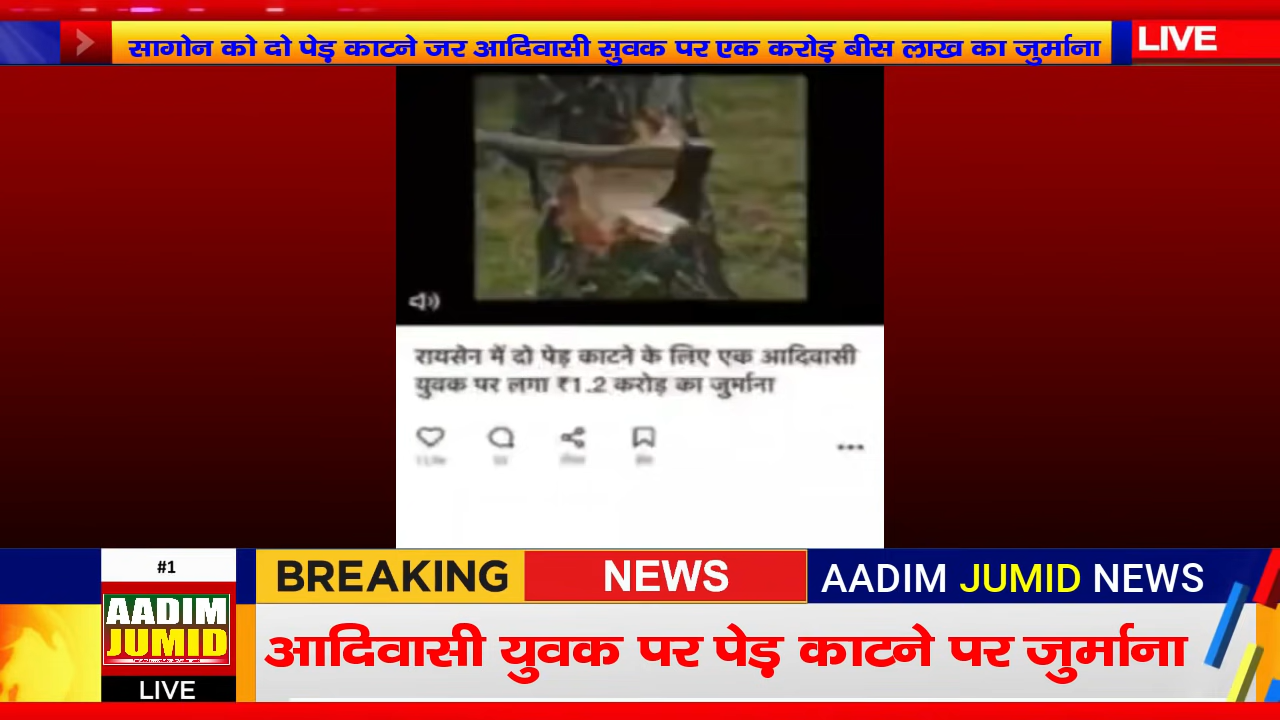 सागोन को दो पेड़ काटने जर आदिवासी सुवक पर एक करोड़ बीस लाख का जुर्माना
LIVE
रायसेन में दो पेड़ काटने के लिए एक आदिवासी
युवक पर लगा ₹1.2 करोड़ का जुर्माना
#1
AADIM
JUMID
LIVE
BREAKING NEWS
AADIM JUMID NEWS
आदिवासी युवक पर पेड़ काटने पर जुर्माना